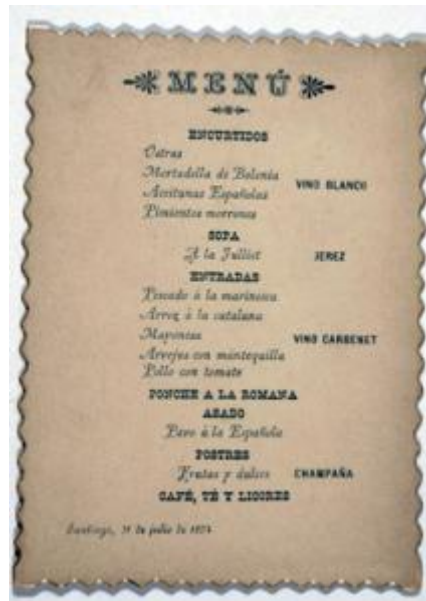 MENÚ
ENCURTIDOS
Ostras
Mortadella de Bolonia
Aceitunas Españolas
Pimientos morrones
VINO BLANCO
SOPA
Á la Jullist
JEREZ
ENTRADAS
Pescado á la marinesca
Arroz á la catalana
Mayonesa
VINO CARBENET
Arvejas con mantequilla
Pollo con tomate
PONCHE A LA ROMANA
ASADO
Pavo á la Española
POSTRES
Frutas y dulces
CHAMPAÑA
CAFÉ, TÉ Y LICORES
Santiago, de julio de